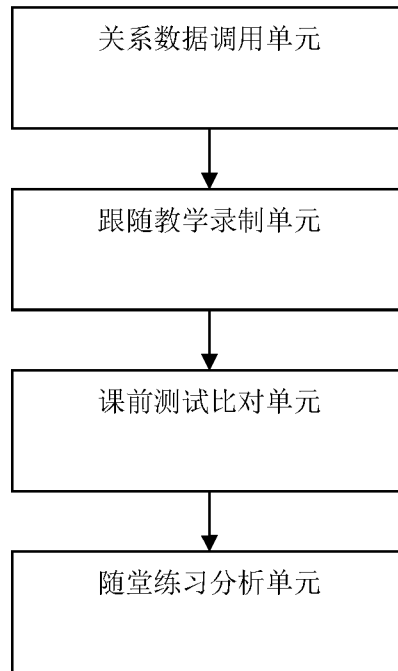 关系数据调用单元
跟随教学录制单元
课前测试比对单元
随堂练习分析单元